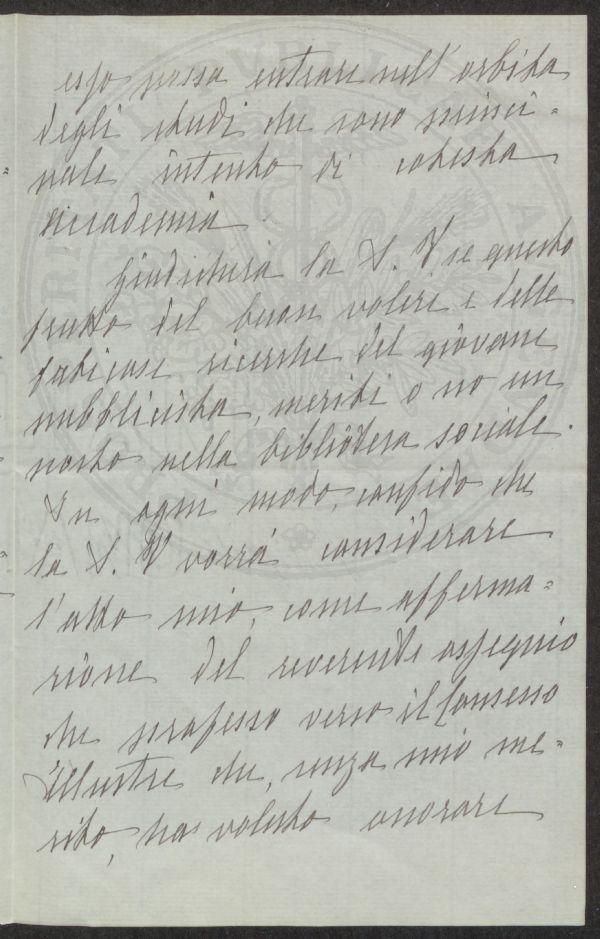 esso possa entrare nell'orbita
degli studi che sono princi-
pale intento di cotesta
Accademia
Giudicherà la S. V. se questo
frutto del buon volere e delle
faticose ricerche del giovane
pubblicista, meriti o no un
posto nella biblioteca sociale.
In ogni modo, confido che
la S. V vorrà considerare
l'atto mio, come afferma-
zione del reverente ossequio
che professo verso il Consesso
illustre che, senza mio me-
rito, ha voluto onorare